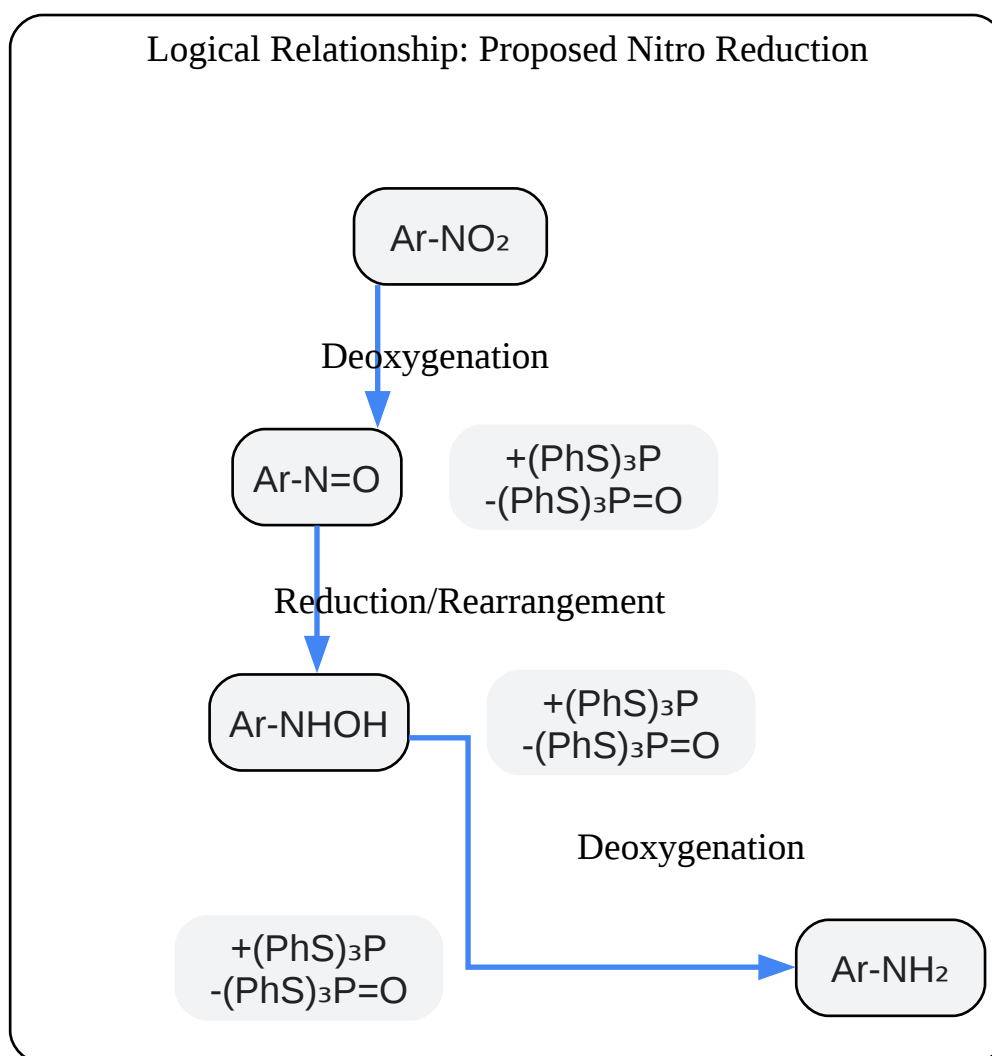 Logical Relationship: Proposed Nitro Reduction
Ar-NO₂
Deoxygenation
Ar-N=O
+(PhS)₃P
-(PhS)₃P=O
Reduction/Rearrangement
Ar-NHOH
+(PhS)₃P
-(PhS)₃P=O
Deoxygenation
+(PhS)₃P
-(PhS)₃P=O
Ar-NH₂